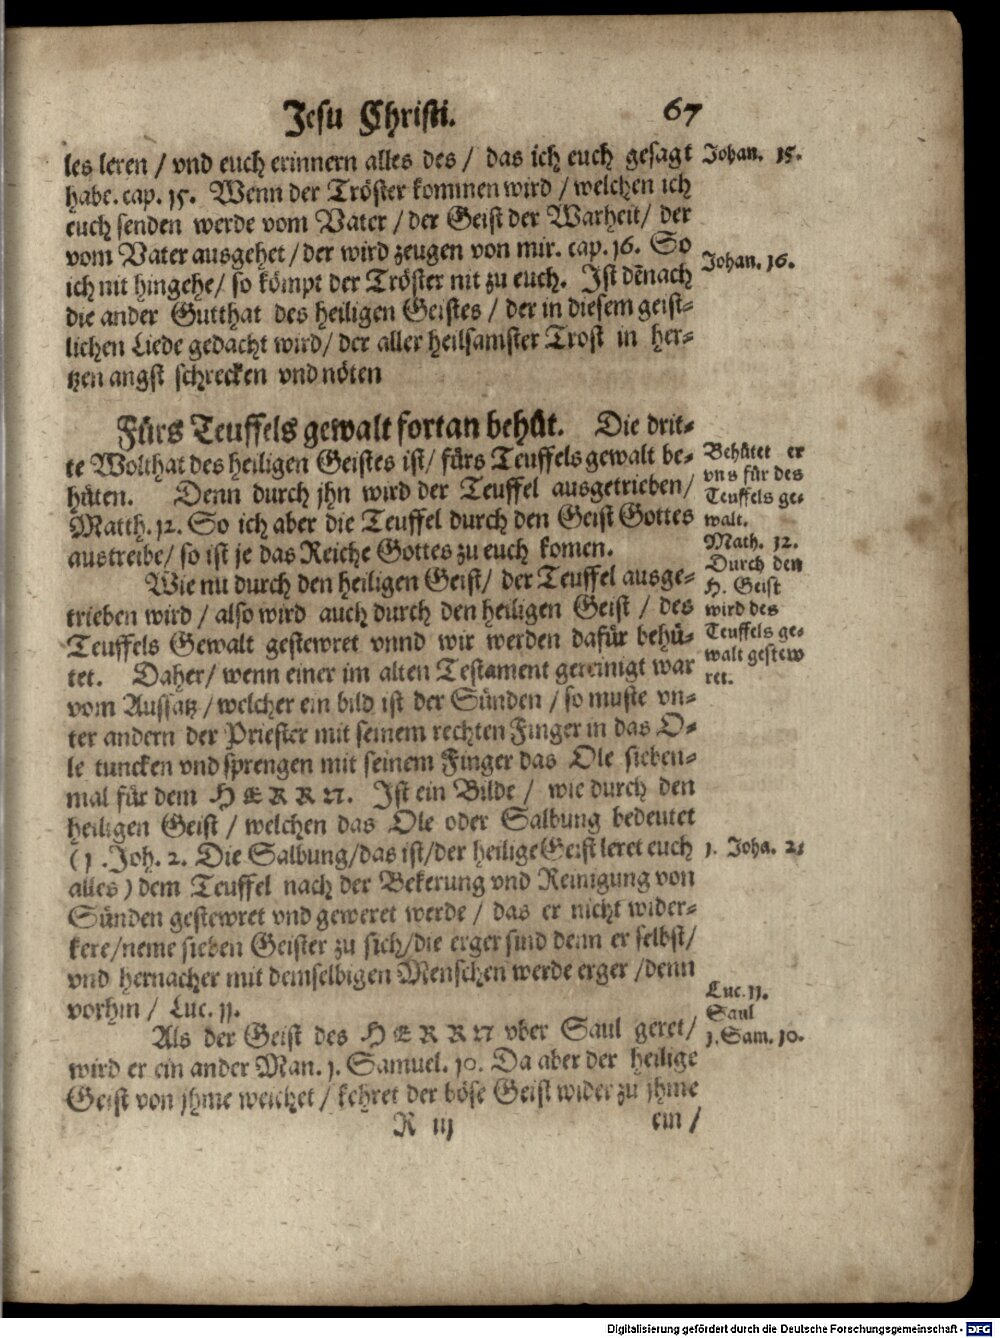 Jesu Christi. 67
les leren / vnd euch erinnern alles des / das ich euch gesagt
habe. cap. 15. Wenn der Tröster kommen wird / welchen ich
euch senden werde vom Vater / der Geist der Warheit / der
vom Vater ausgehet / der wird zeugen von mir. cap. 16. So
ich nit hingehe / so kömpt der Tröster nit zu euch. Ist dẽnach
die ander Gutthat des heiligen Geistes / der in diesem geist-
lichen Liede gedacht wird / der aller heilsamster Trost in her-
tzen angst schrecken vnd nöten
Johan. 15.
Johan. 16.
Fürs Teuffels gewalt fortan behüt. Die drit-
te Wolthat des heiligen Geistes ist / fürs Teuffels gewalt be-
hüten. Denn durch jhn wird der Teuffel ausgetrieben /
Matth. 12. So ich aber die Teuffel durch den Geist Gottes
austreibe / so ist je das Reiche Gottes zu euch komen.
Wie nu durch den heiligen Geist / der Teuffel ausge-
trieben wird / also wird auch durch den heiligen Geist / des
Teuffels Gewalt gestewret vnnd wir werden dafür behü-
tet. Daher / wenn einer im alten Testament gereinigt war
vom Aussatz / welcher ein bild ist der Sünden / so muste vn-
ter andern der Priester mit seinem rechten Finger in das O-
le tuncken vnd sprengen mit seinem Finger das Ole sieben-
mal für dem HERRN. Ist ein Bilde / wie durch den
heiligen Geist / welchen das Ole oder Salbung bedeutet
(1. Joh. 2. Die Salbung / das ist / der heilige Geist leret euch
alles) dem Teuffel nach der Bekerung vnd Reinigung von
Sünden gestewret vnd geweret werde / das er nicht wider-
kere / neme sieben Geister zu sich / die erger sind denn er selbst /
vnd hernacher mit demselbigen Menschen werde erger / denn
vorhin / Luc. 11.
Als der Geist des HERRN vber Saul geret /
wird er ein ander Man. 1. Samuel. 10. Da aber der heilige
Geist von jhme weichet / kehret der böse Geist wider zu jhme
Behütet er
vns für des
Teuffels ge-
walt.
Math. 12.
Durch den
H. Geist
wird des
Teuffels ge-
walt gestew
ret.
1. Joha. 2.
Luc. 11.
Saul
1. Sam. 10.
R iij ein /
Digitalisierung gefördert durch die Deutsche Forschungsgemeinschaft - DFG